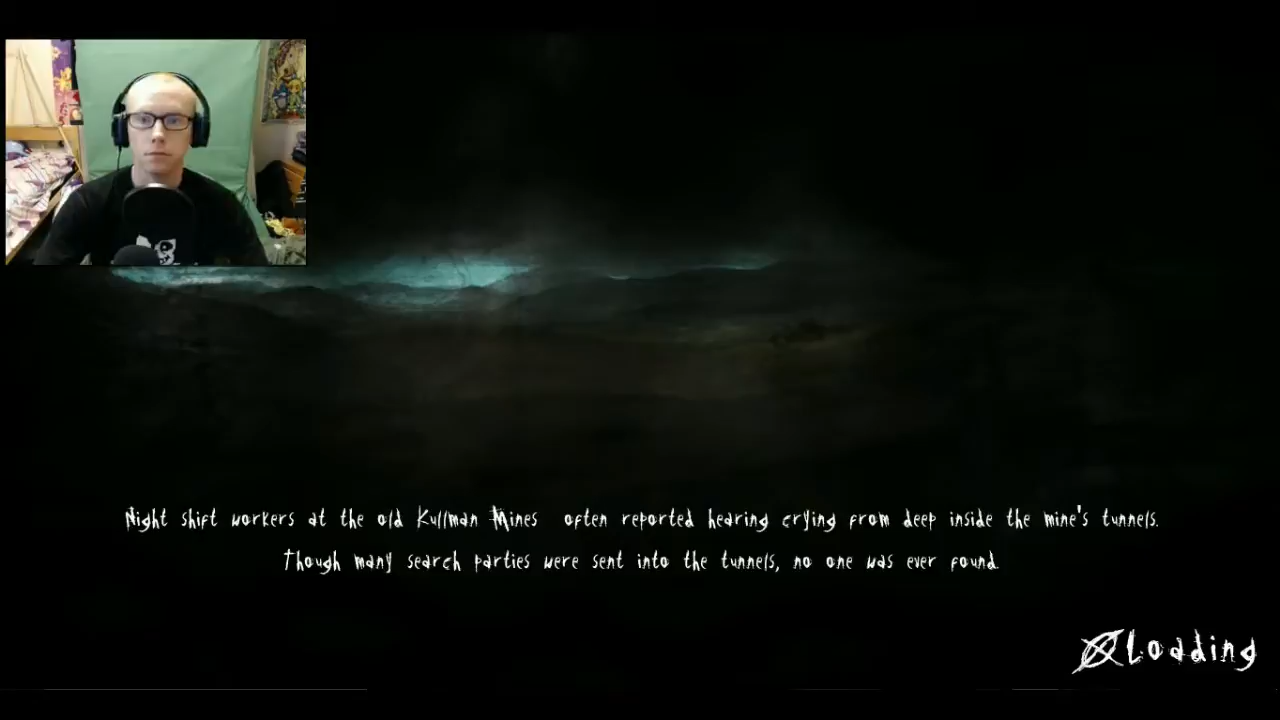 Night shift workers at the old Kullman Mines often reported hearing crying from deep inside the mine's tunnels.
Though many search parties were sent into the tunnels, no one was ever found.
Loading